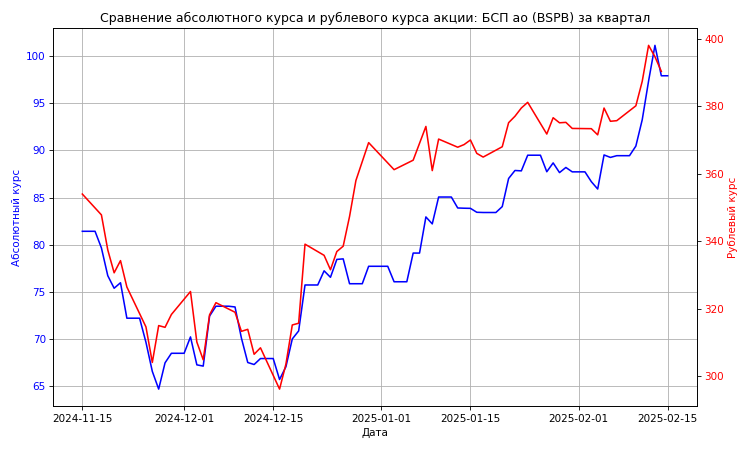 Сравнение абсолютного курса и рублевого курса акции: БСП ао (BSPB) за квартал
100
95
90
85
80
75
70
65
Абсолютный курс
400
380
360
340
320
300
Рублевый курс
2024-11-15 2024-12-01 2024-12-15 2025-01-01 2025-01-15 2025-02-01 2025-02-15
Дата